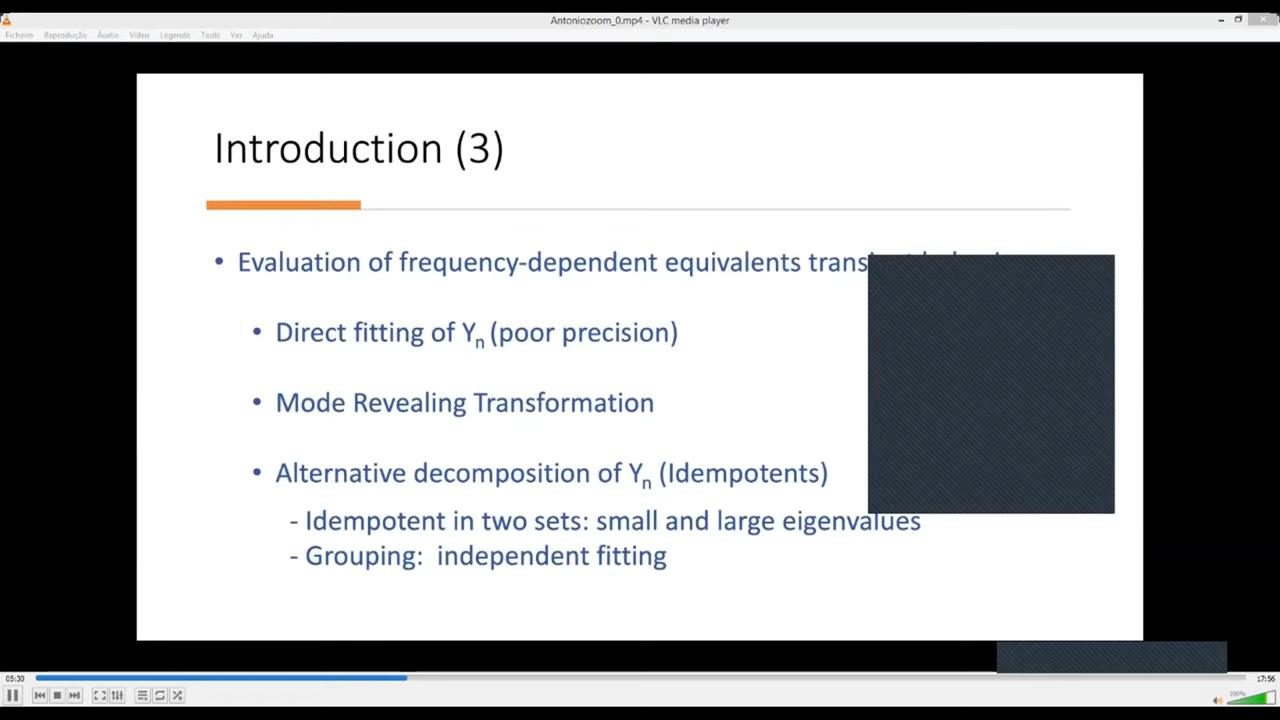 Antoniozoom_0.mp4 - VLC media player
Ficheiro Reprodução Áudio Vídeo Legenda Tools Ver Ajuda
Introduction (3)
• Evaluation of frequency-dependent equivalents
• Direct fitting of Yn (poor precision)
• Mode Revealing Transformation
• Alternative decomposition of Yn (Idempotents)
- Idempotent in two sets: small and large eigenvalues
- Grouping: independent fitting
05:30
17:56
100%